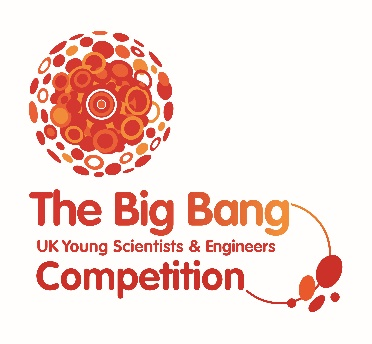 The Big Bang
UK Young Scientists & Engineers
Competition